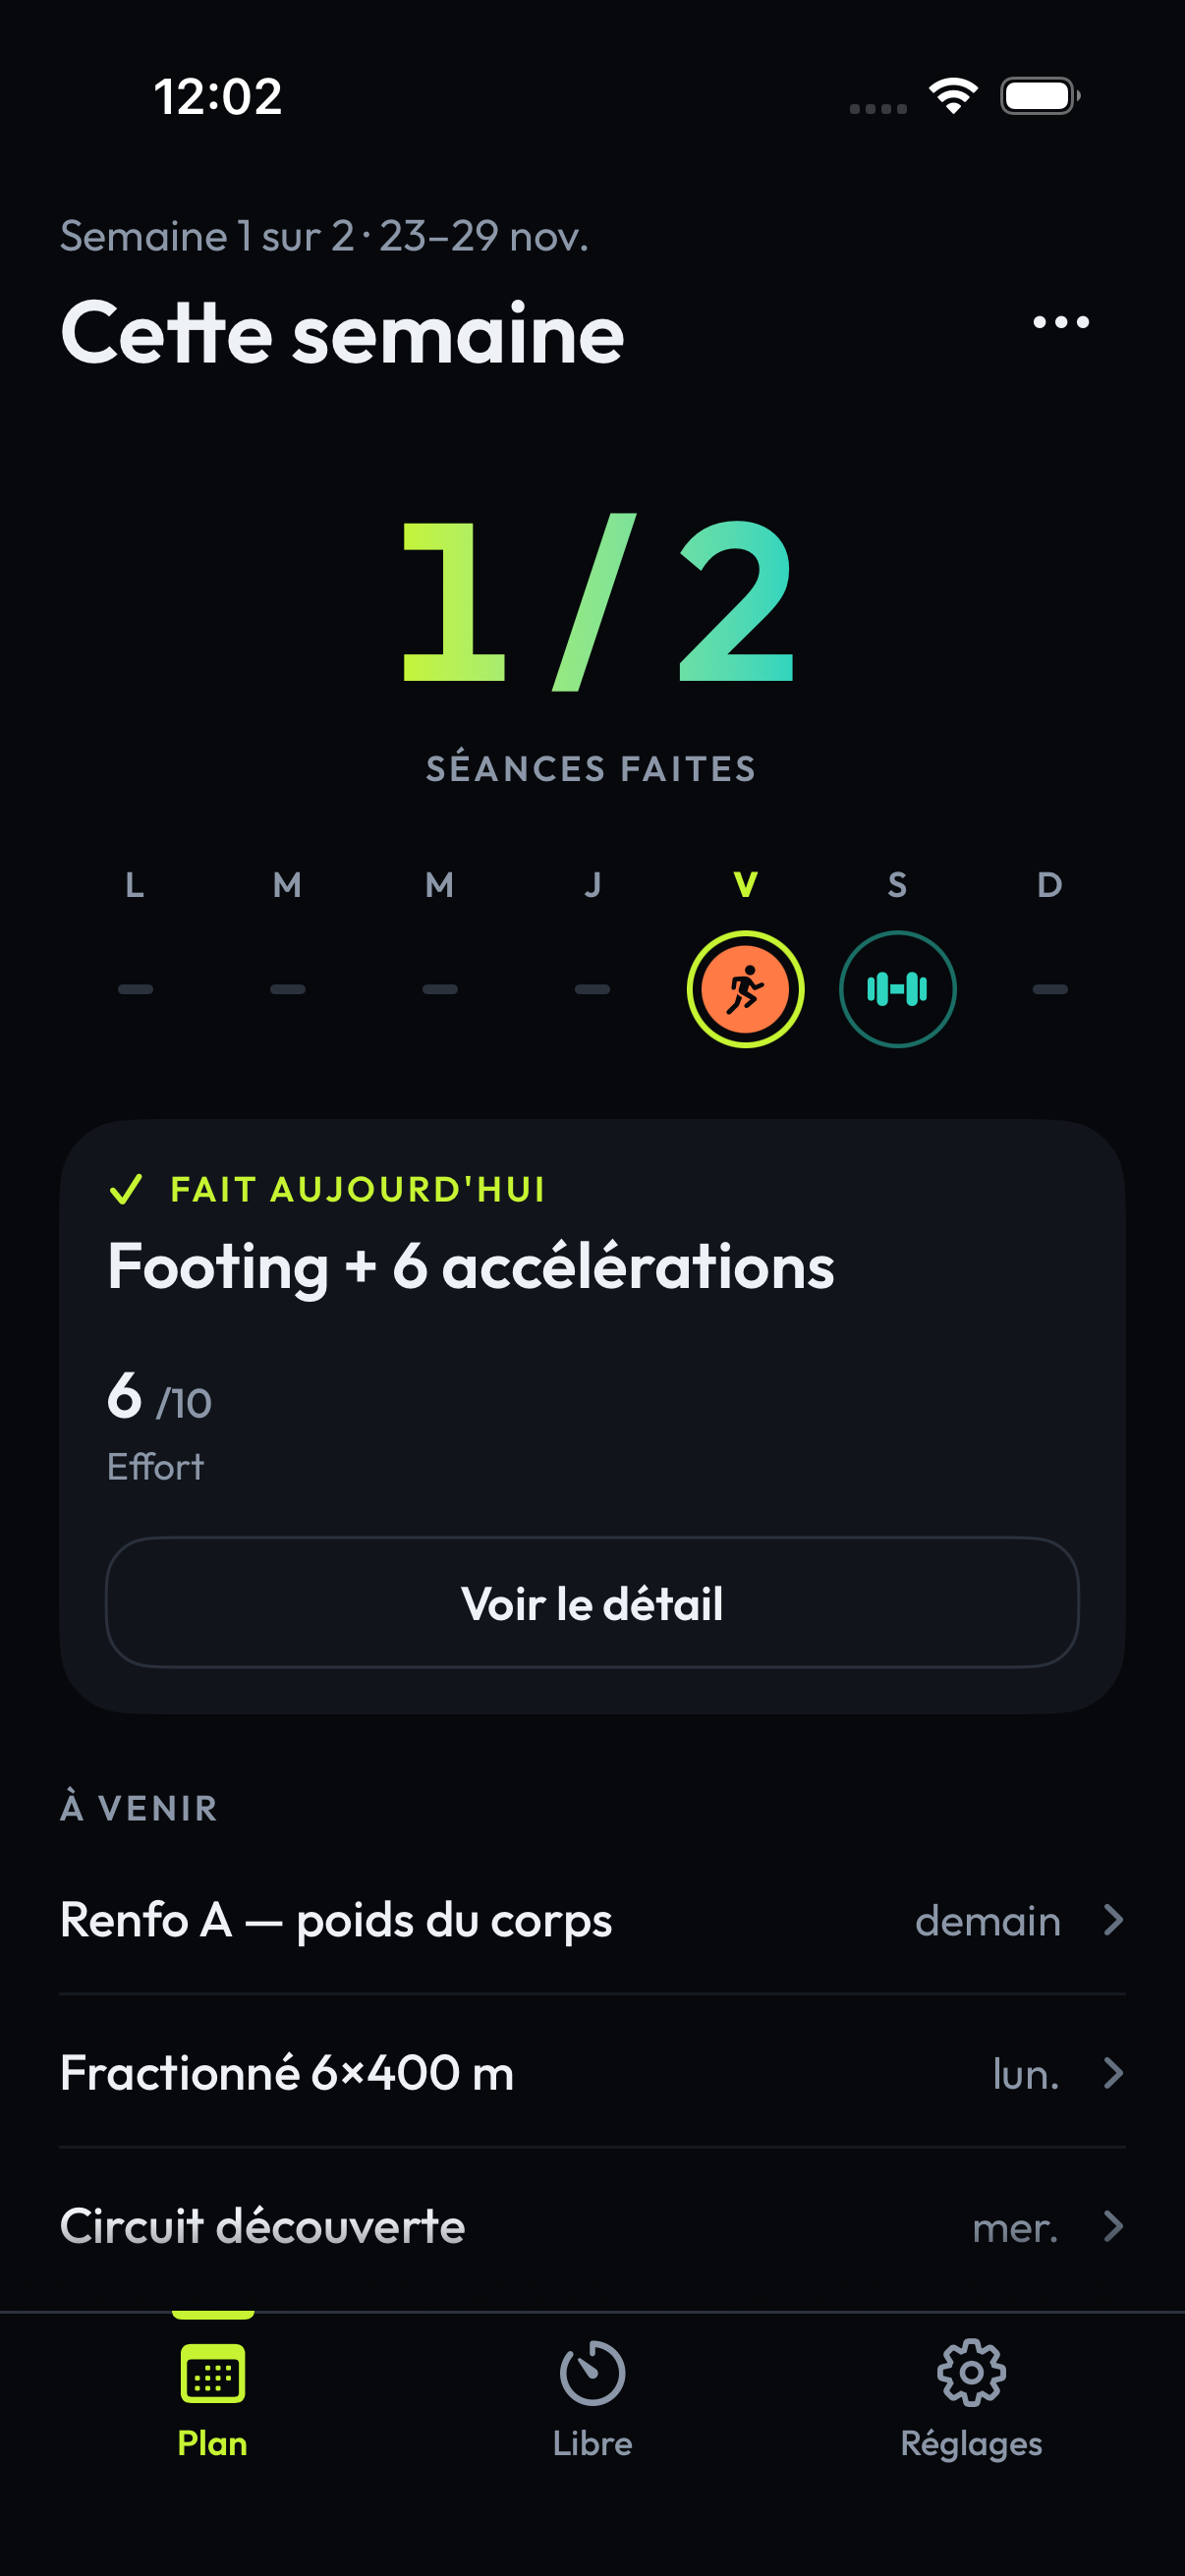 12:02
Semaine 1 sur 2 · 23–29 nov.
Cette semaine
1/2
SÉANCES FAITES
L M M J V S D
FAIT AUJOURD'HUI
Footing + 6 accélérations
6 /10
Effort
Voir le détail
À VENIR
Renfo A — poids du corps demain
Fractionné 6×400 m lun.
Circuit découverte mer.
Plan Libre Réglages